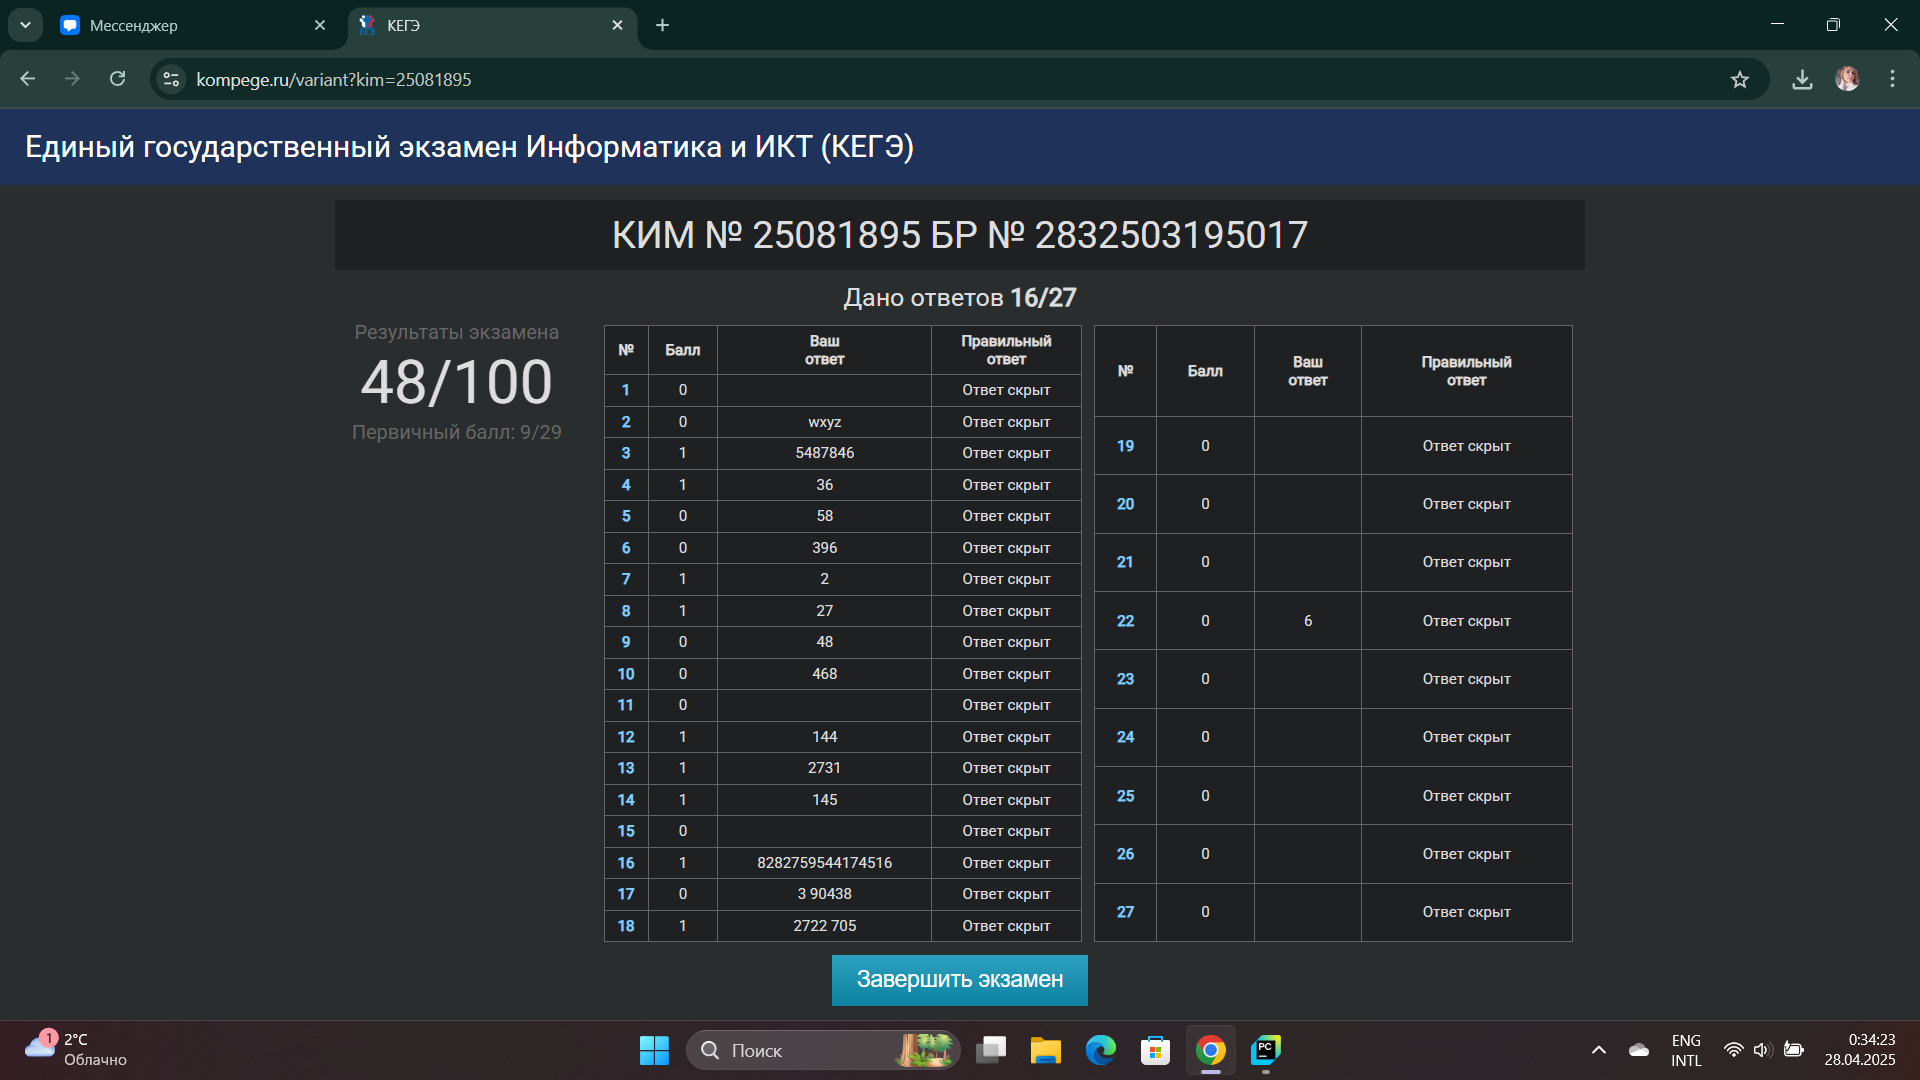 Мессенджер
КЕГЭ
kompege.ru/variant?kim=25081895
Единый государственный экзамен Информатика и ИКТ (КЕГЭ)
КИМ № 25081895 БР № 2832503195017
Дано ответов 16/27
Результаты экзамена
48/100
Первичный балл: 9/29
№ Балл Ваш ответ Правильный ответ
1 0 Ответ скрыт
2 0 wxyz Ответ скрыт
3 1 5487846 Ответ скрыт
4 1 36 Ответ скрыт
5 0 58 Ответ скрыт
6 0 396 Ответ скрыт
7 1 2 Ответ скрыт
8 1 27 Ответ скрыт
9 0 48 Ответ скрыт
10 0 468 Ответ скрыт
11 0 Ответ скрыт
12 1 144 Ответ скрыт
13 1 2731 Ответ скрыт
14 1 145 Ответ скрыт
15 0 Ответ скрыт
16 1 8282759544174516 Ответ скрыт
17 0 3 90438 Ответ скрыт
18 1 2722 705 Ответ скрыт
№ Балл Ваш ответ Правильный ответ
19 0 Ответ скрыт
20 0 Ответ скрыт
21 0 Ответ скрыт
22 0 6 Ответ скрыт
23 0 Ответ скрыт
24 0 Ответ скрыт
25 0 Ответ скрыт
26 0 Ответ скрыт
27 0 Ответ скрыт
Завершить экзамен
1
2°C
Облачно
Поиск
PC
ENG
INTL
0:34:23
28.04.2025